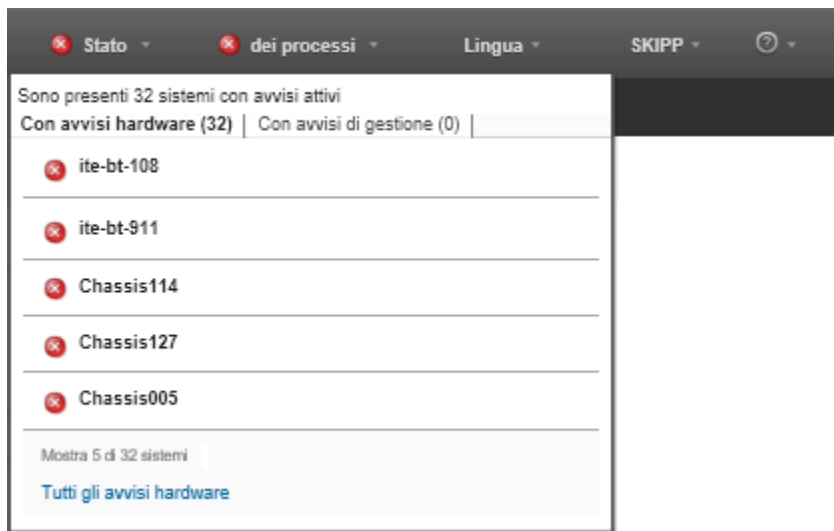 Stato dei processi Lingua SKIPP ?
Sono presenti 32 sistemi con avvisi attivi
Con avvisi hardware (32) | Con avvisi di gestione (0) |
ite-bt-108
ite-bt-911
Chassis114
Chassis127
Chassis005
Mostra 5 di 32 sistemi
Tutti gli avvisi hardware